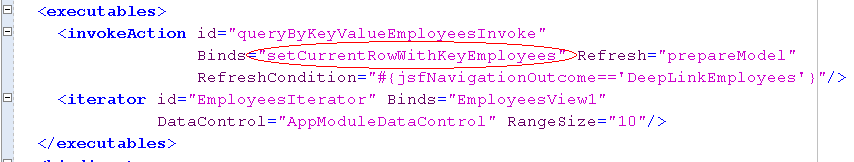 <executables>
<invokeAction id="queryByKeyValueEmployeesInvoke"
Binds="setCurrentRowWithKeyEmployees" Refresh="prepareModel"
RefreshCondition="#{jsfNavigationOutcome=='DeepLinkEmployees'}"/>
<iterator id="EmployeesIterator" Binds="EmployeesView1"
DataControl="AppModuleDataControl" RangeSize="10"/>
</executables>